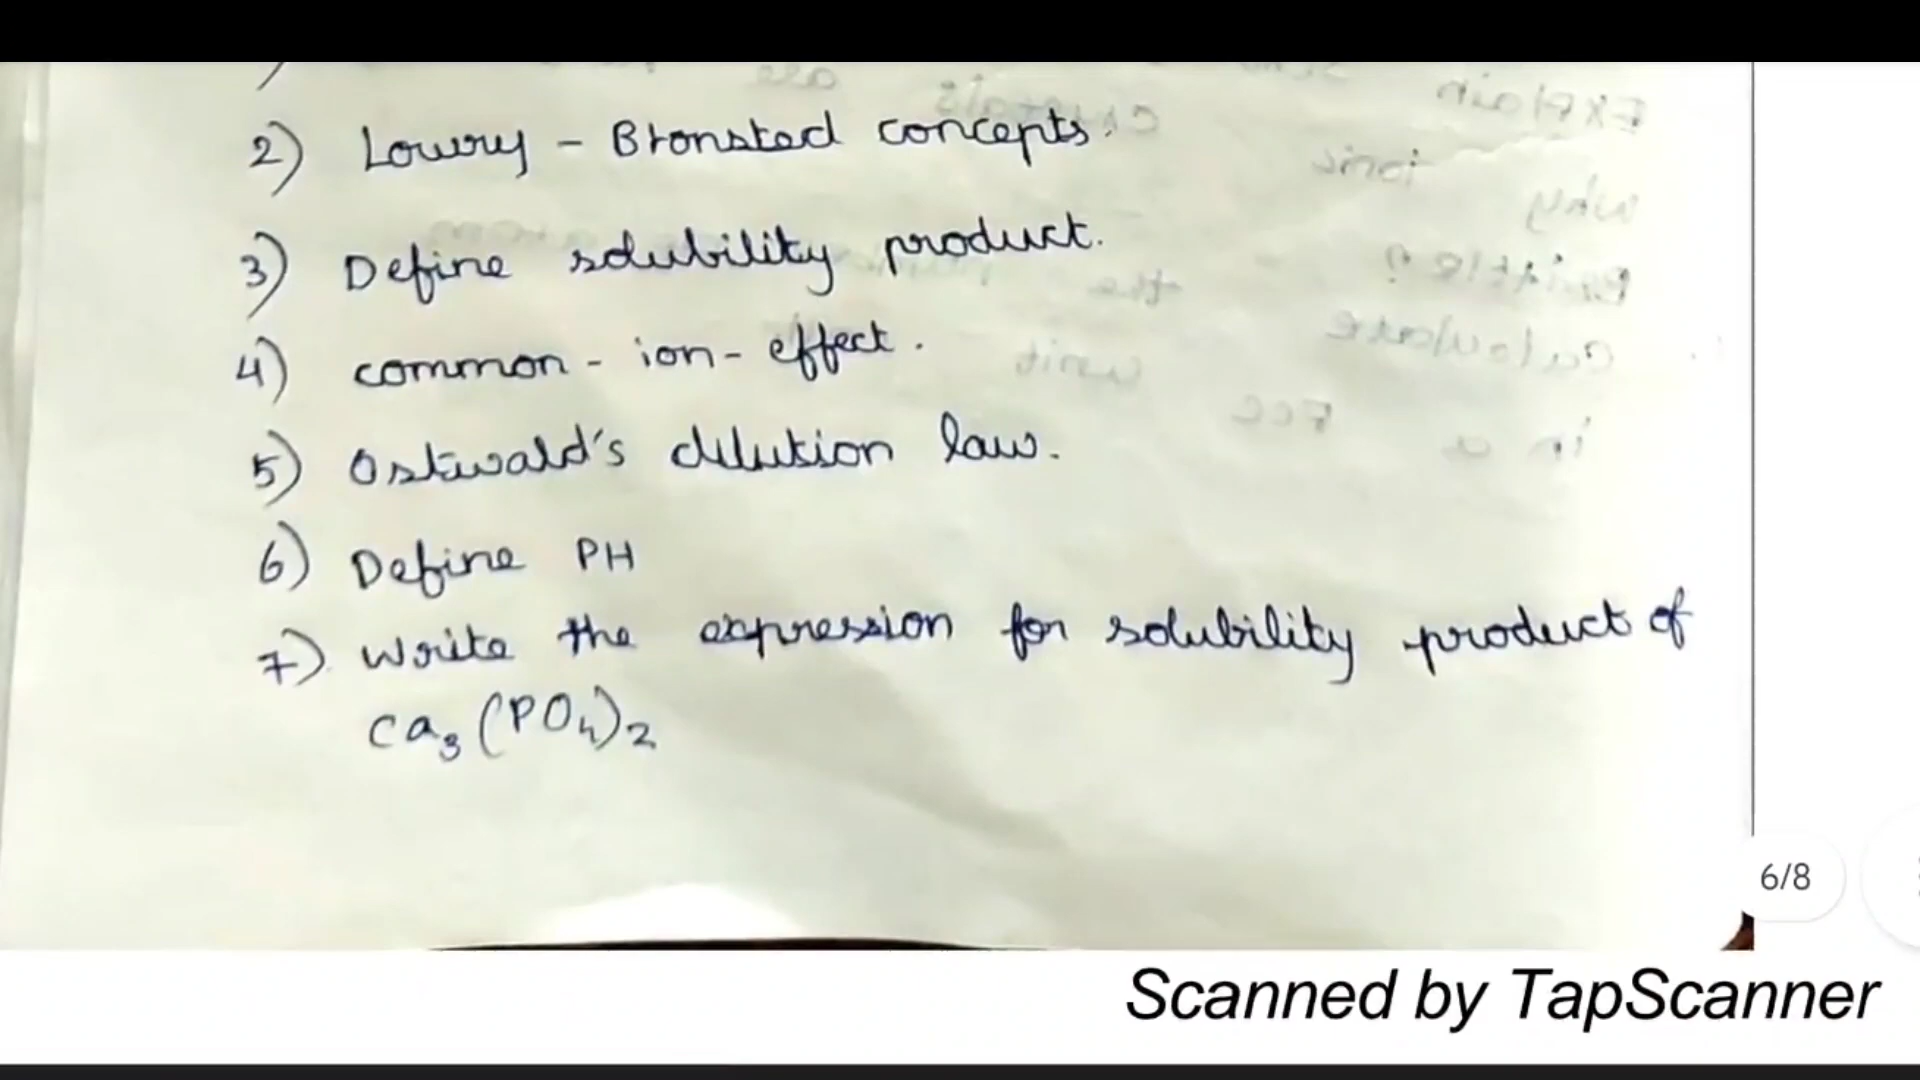 2) Lowry - Bronsted concepts.
3) Define solubility product.
4) common - ion - effect.
5) Ostwald's dilution law.
6) Define PH
7) Write the expression for solubility product of
Ca₃(PO₄)₂
6/8
Scanned by TapScanner